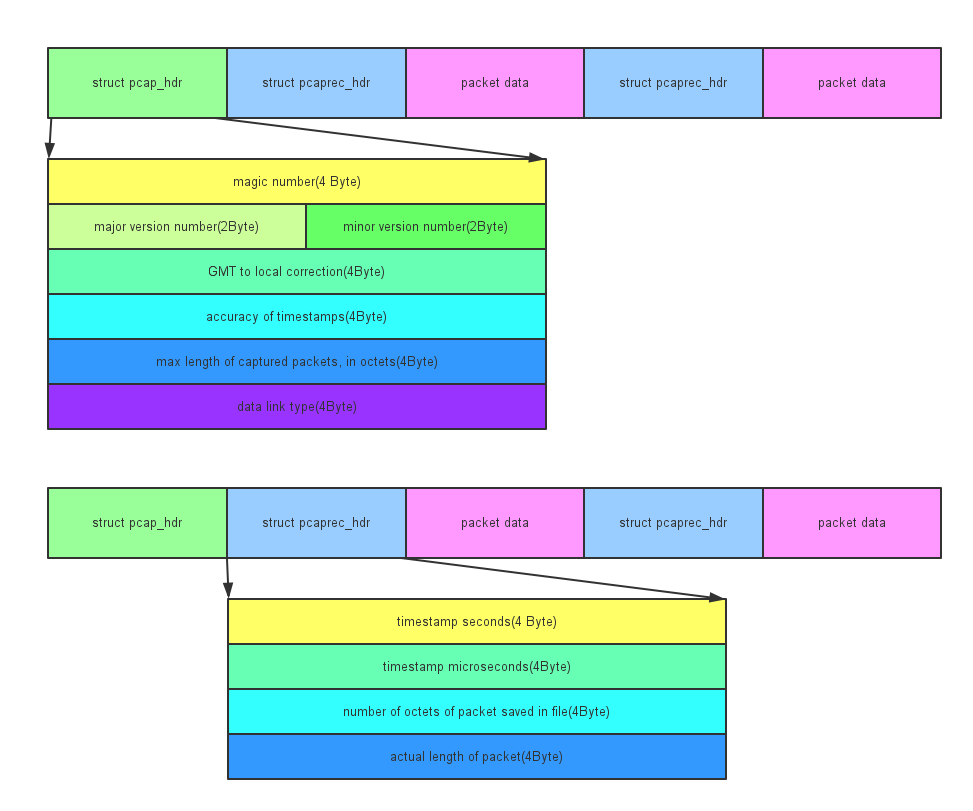 struct pcap_hdr
struct pcaprec_hdr
packet data
struct pcaprec_hdr
packet data
magic number(4 Byte)
major version number(2Byte)
minor version number(2Byte)
GMT to local correction(4Byte)
accuracy of timestamps(4Byte)
max length of captured packets, in octets(4Byte)
data link type(4Byte)
struct pcap_hdr
struct pcaprec_hdr
packet data
struct pcaprec_hdr
packet data
timestamp seconds(4 Byte)
timestamp microseconds(4Byte)
number of octets of packet saved in file(4Byte)
actual length of packet(4Byte)